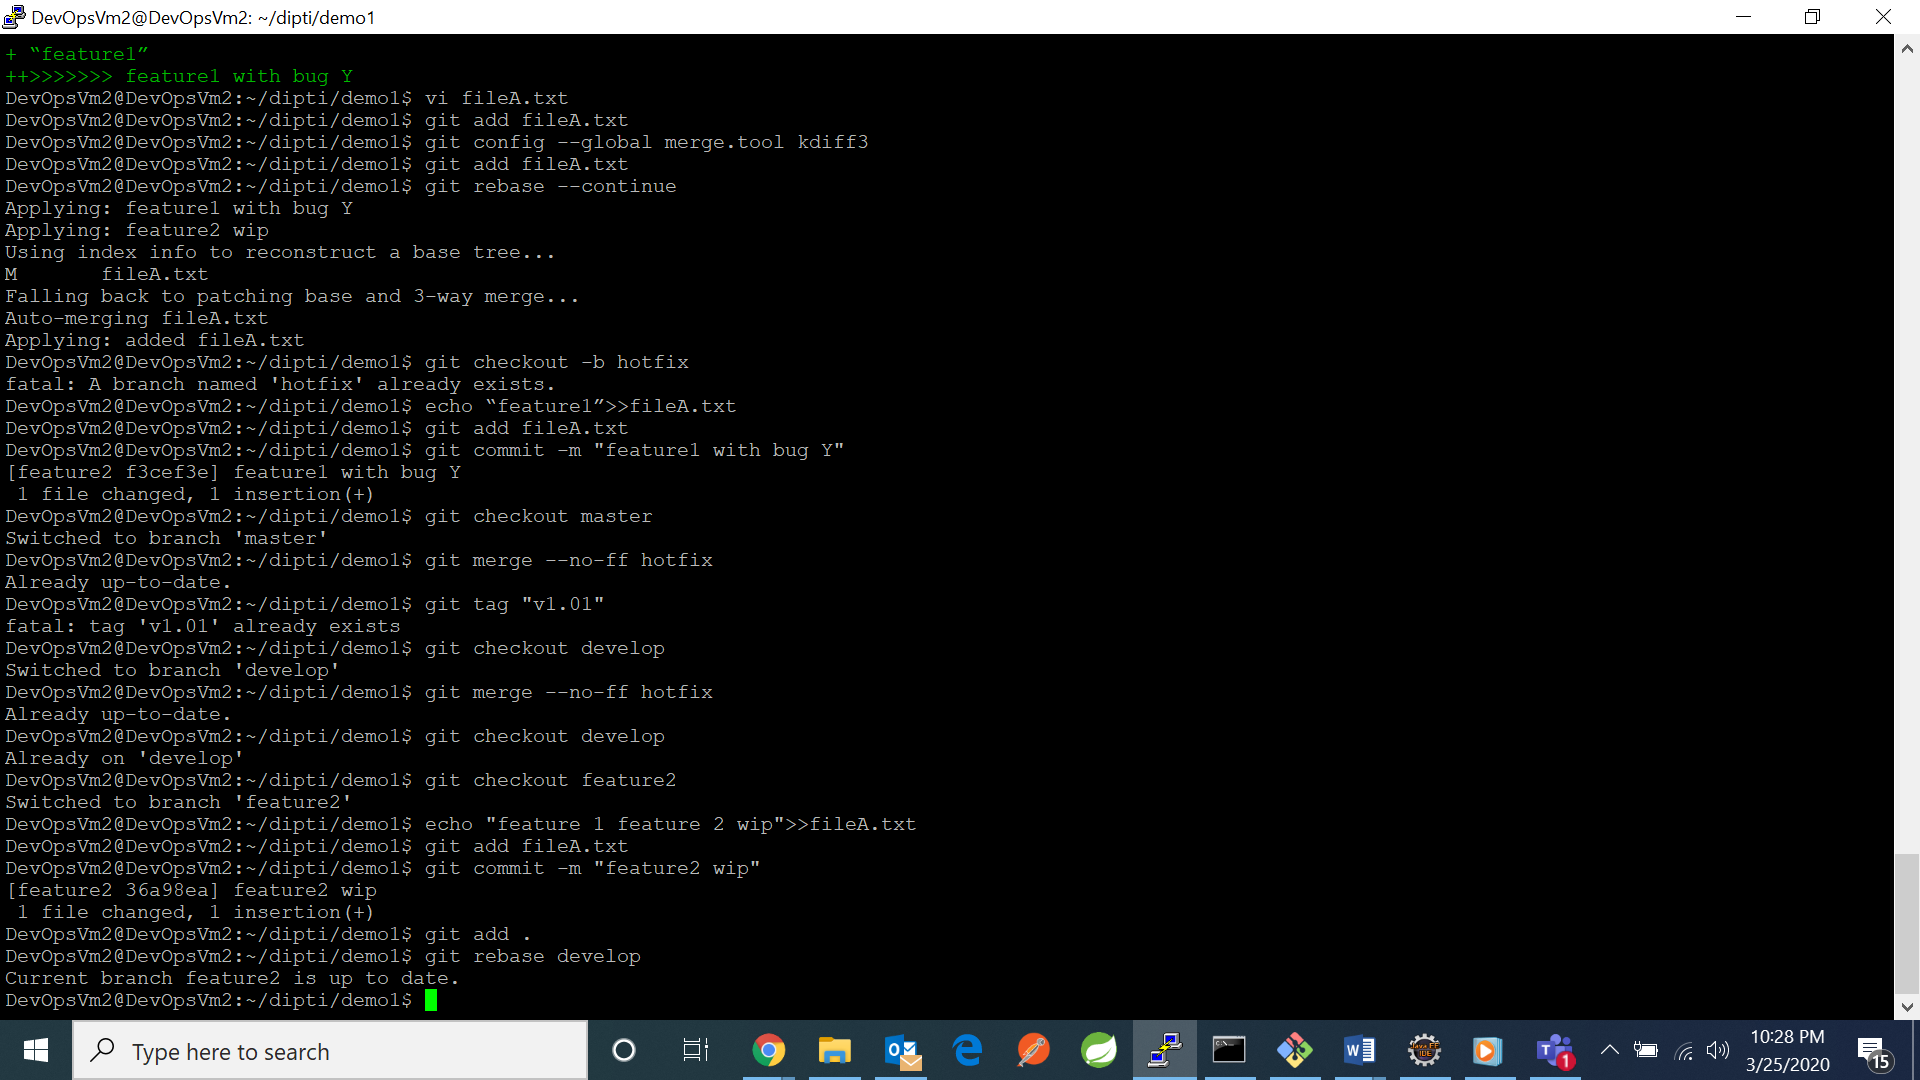 DevOpsVm2@DevOpsVm2: ~/dipti/demo1
+ “feature1”
++>>>>>>> feature1 with bug Y
DevOpsVm2@DevOpsVm2:~/dipti/demo1$ vi fileA.txt
DevOpsVm2@DevOpsVm2:~/dipti/demo1$ git add fileA.txt
DevOpsVm2@DevOpsVm2:~/dipti/demo1$ git config --global merge.tool kdiff3
DevOpsVm2@DevOpsVm2:~/dipti/demo1$ git add fileA.txt
DevOpsVm2@DevOpsVm2:~/dipti/demo1$ git rebase --continue
Applying: feature1 with bug Y
Applying: feature2 wip
Using index info to reconstruct a base tree...
M       fileA.txt
Falling back to patching base and 3-way merge...
Auto-merging fileA.txt
Applying: added fileA.txt
DevOpsVm2@DevOpsVm2:~/dipti/demo1$ git checkout -b hotfix
fatal: A branch named 'hotfix' already exists.
DevOpsVm2@DevOpsVm2:~/dipti/demo1$ echo “feature1”>>fileA.txt
DevOpsVm2@DevOpsVm2:~/dipti/demo1$ git add fileA.txt
DevOpsVm2@DevOpsVm2:~/dipti/demo1$ git commit -m "feature1 with bug Y"
[feature2 f3cef3e] feature1 with bug Y
 1 file changed, 1 insertion(+)
DevOpsVm2@DevOpsVm2:~/dipti/demo1$ git checkout master
Switched to branch 'master'
DevOpsVm2@DevOpsVm2:~/dipti/demo1$ git merge --no-ff hotfix
Already up-to-date.
DevOpsVm2@DevOpsVm2:~/dipti/demo1$ git tag "v1.01"
fatal: tag 'v1.01' already exists
DevOpsVm2@DevOpsVm2:~/dipti/demo1$ git checkout develop
Switched to branch 'develop'
DevOpsVm2@DevOpsVm2:~/dipti/demo1$ git merge --no-ff hotfix
Already up-to-date.
DevOpsVm2@DevOpsVm2:~/dipti/demo1$ git checkout develop
Already on 'develop'
DevOpsVm2@DevOpsVm2:~/dipti/demo1$ git checkout feature2
Switched to branch 'feature2'
DevOpsVm2@DevOpsVm2:~/dipti/demo1$ echo "feature 1 feature 2 wip">>fileA.txt
DevOpsVm2@DevOpsVm2:~/dipti/demo1$ git add fileA.txt
DevOpsVm2@DevOpsVm2:~/dipti/demo1$ git commit -m "feature2 wip"
[feature2 36a98ea] feature2 wip
 1 file changed, 1 insertion(+)
DevOpsVm2@DevOpsVm2:~/dipti/demo1$ git add .
DevOpsVm2@DevOpsVm2:~/dipti/demo1$ git rebase develop
Current branch feature2 is up to date.
DevOpsVm2@DevOpsVm2:~/dipti/demo1$
Type here to search
10:28 PM
3/25/2020
1
15